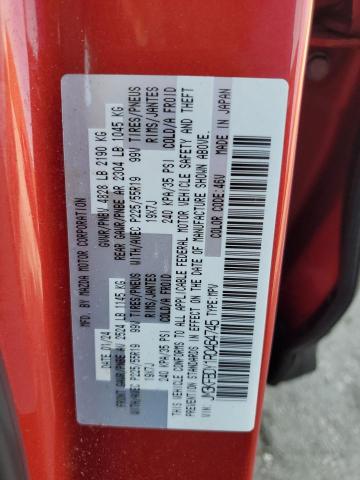 MFD. BY MAZDA MOTOR CORPORATION
DATE: 01/24 GVWR/PNBV 4828 LB 2190 KG
FRONT GAWR/PNBE AV 2524 LB 1145 KG REAR GAWR/PNBE AR 2304 LB 1045 KG
WITH/AVEC P225/55R19 99V TIRES/PNEUS WITH/AVEC P225/55R19 99V TIRES/PNEUS
19X7J RIMS/JANTES 19X7J RIMS/JANTES
240 KPA/35 PSI COLD/A FROID 240 KPA/35 PSI COLD/A FROID
THIS VEHICLE CONFORMS TO ALL APPLICABLE FEDERAL MOTOR VEHICLE SAFETY AND THEFT
PREVENTION STANDARDS IN EFFECT ON THE DATE OF MANUFACTURE SHOWN ABOVE.
TYPE:MPV COLOR CODE:46V MADE IN JAPAN